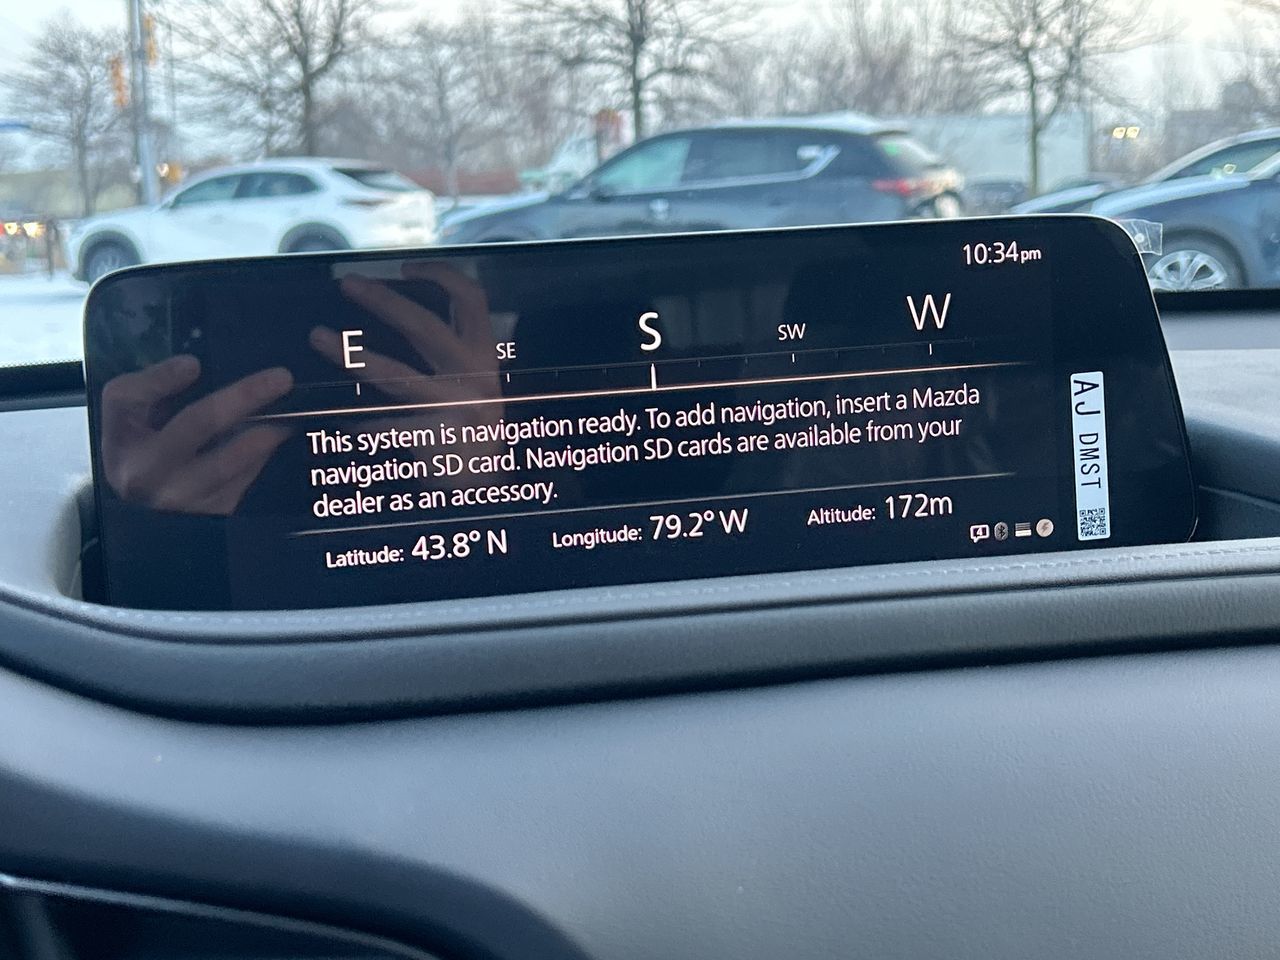 10:34pm
E SE S SW W
This system is navigation ready. To add navigation, insert a Mazda
navigation SD card. Navigation SD cards are available from your
dealer as an accessory.
Latitude: 43.8° N Longitude: 79.2° W Altitude: 172m
4
AJ DMST